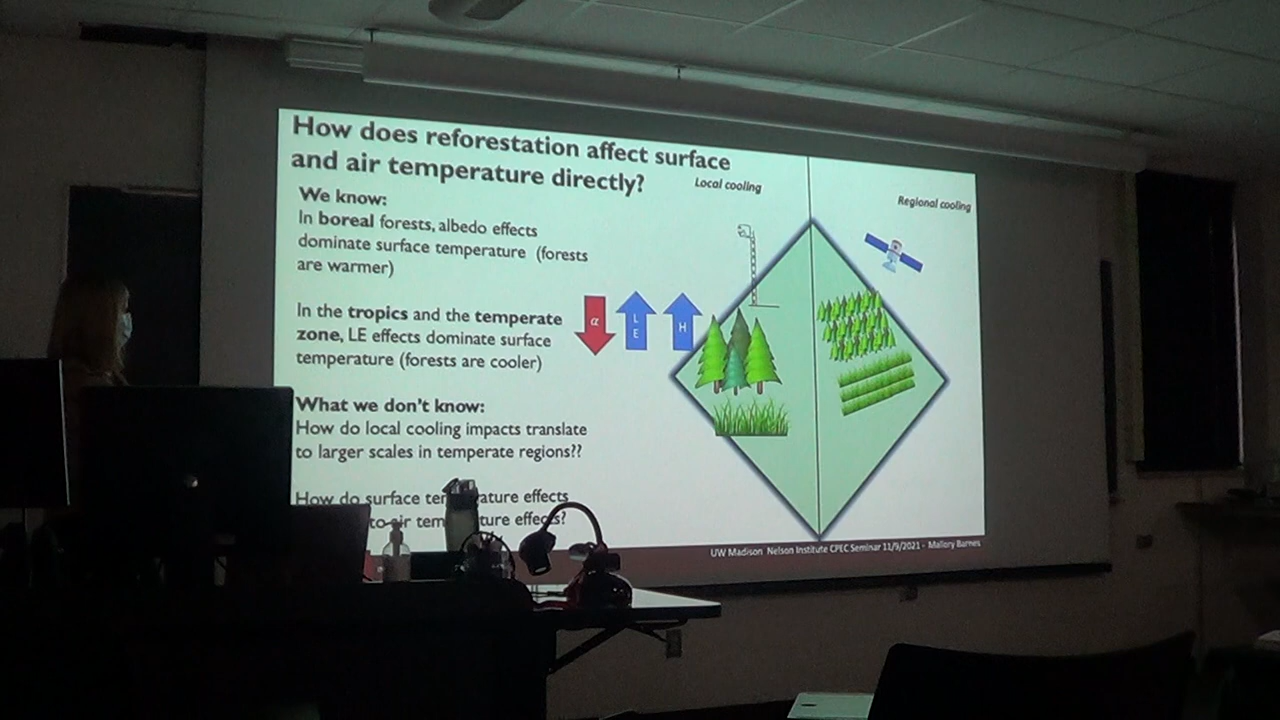 How does reforestation affect surface
and air temperature directly?
Local cooling
Regional cooling
We know:
In boreal forests, albedo effects
dominate surface temperature (forests
are warmer)
In the tropics and the temperate
zone, LE effects dominate surface
temperature (forests are cooler)
α
L
E
H
What we don't know:
How do local cooling impacts translate
to larger scales in temperate regions??
How do surface effects
to effects?
UW Madison Nelson Institute CPEC Seminar 11/9/2021 - Mallory Barnes